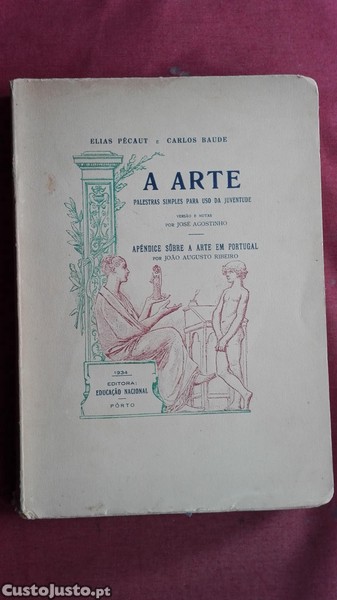 ELIAS PÉCAUT E CARLOS BAUDE
A ARTE
PALESTRAS SIMPLES PARA USO DA JUVENTUDE
VERSÃO E NOTAS
POR JOSÉ AGOSTINHO
APÊNDICE SÔBRE A ARTE EM PORTUGAL
POR JOÃO AUGUSTO RIBEIRO
1934
EDITORA:
EDUCAÇÃO NACIONAL
PÔRTO
CustoJusto.pt